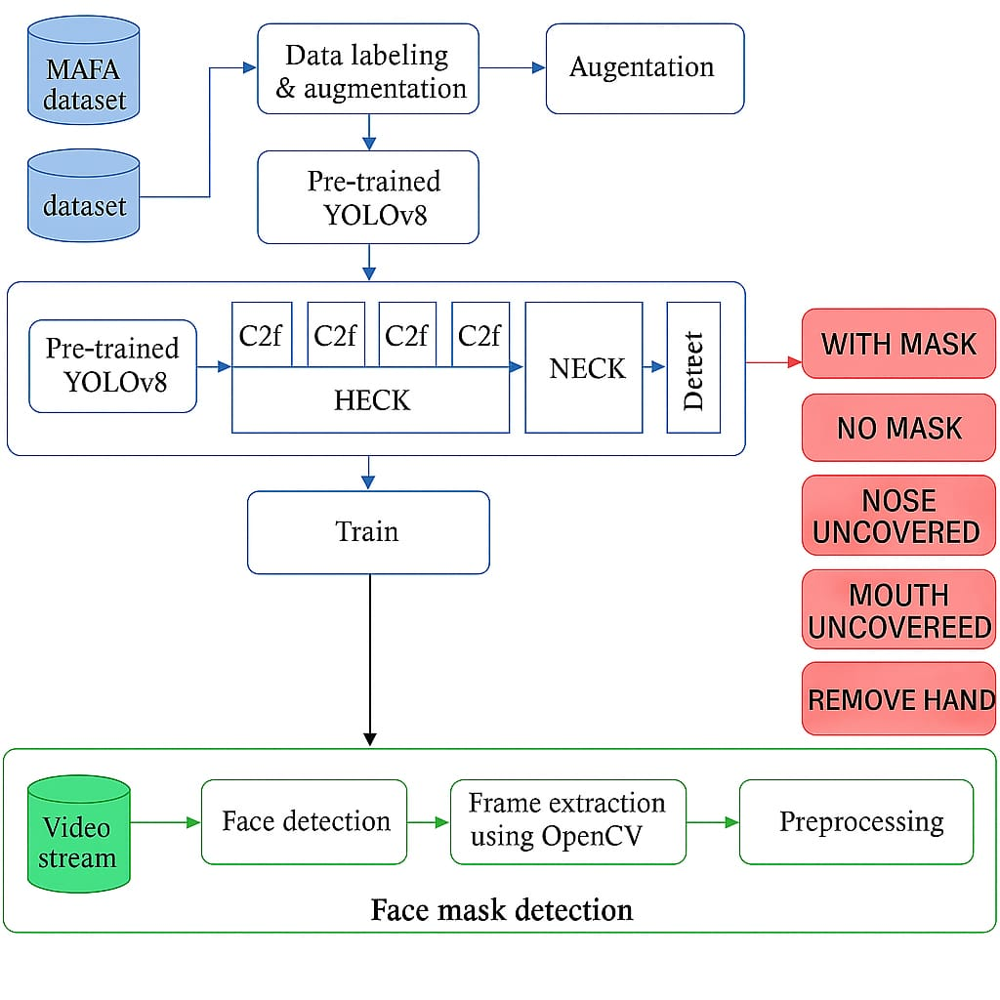 MAFA
dataset
Data labeling
& augmentation
Augentation
dataset
Pre-trained
YOLOv8
Pre-trained
YOLOv8
C2f
C2f
C2f
C2f
HECK
NECK
Deteet
WITH MASK
NO MASK
NOSE
UNCOVERED
MOUTH
UNCOVEREED
REMOVE HAND
Train
Video
stream
Face detection
Frame extraction
using OpenCV
Preprocessing
Face mask detection